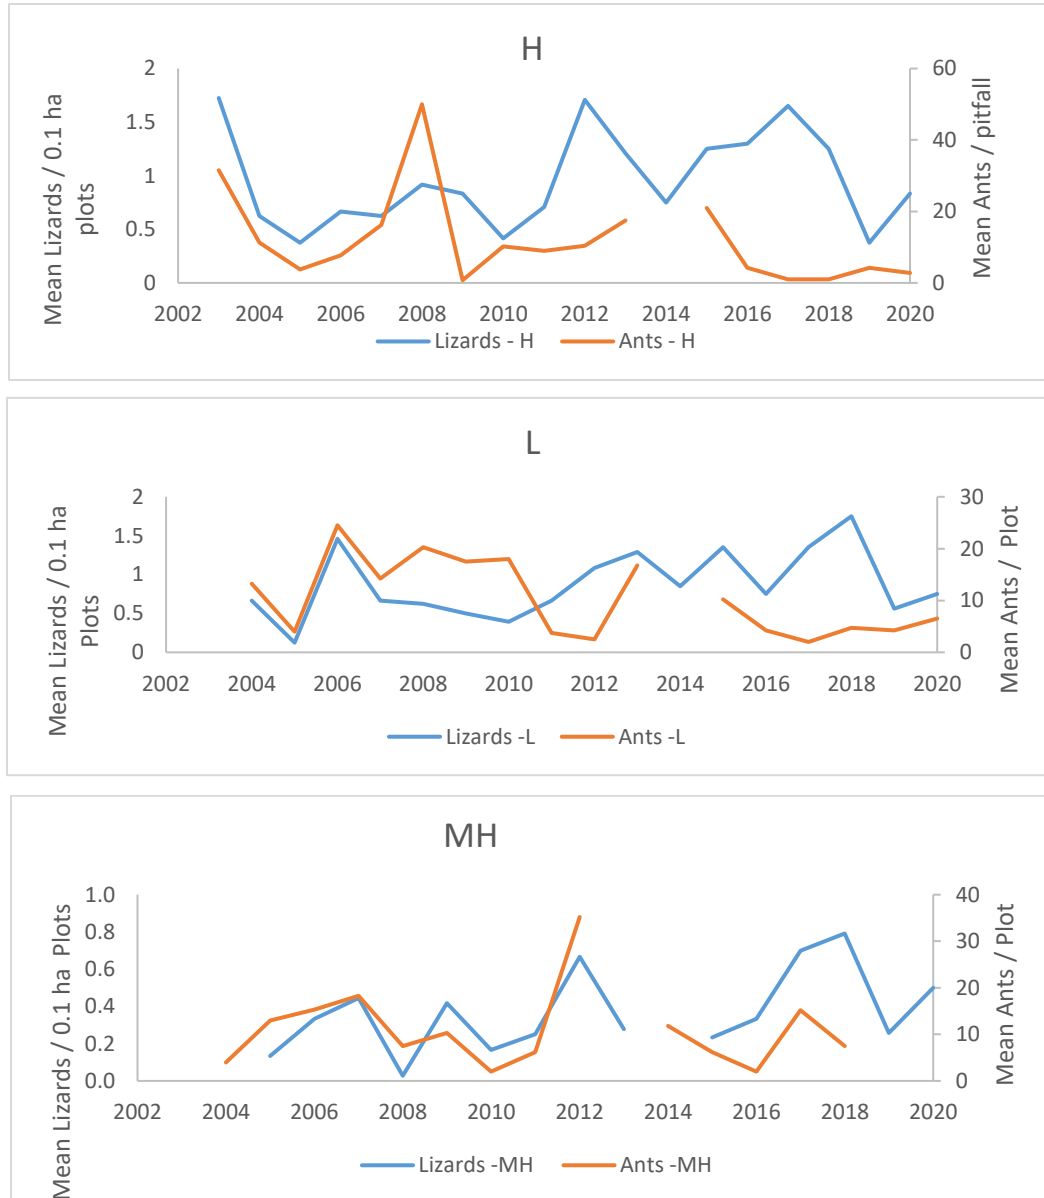 H
Mean Lizards / 0.1 ha
plots
2
1.5
1
0.5
0
60
40
20
0
Mean Ants / pitfall
2002 2004 2006 2008 2010 2012 2014 2016 2018 2020
Lizards - H Ants - H
L
Mean Lizards / 0.1 ha
Plots
2
1.5
1
0.5
0
30
20
10
0
Mean Ants / Plot
2002 2004 2006 2008 2010 2012 2014 2016 2018 2020
Lizards -L Ants -L
MH
Mean Lizards / 0.1 ha Plots
1.0
0.8
0.6
0.4
0.2
0.0
40
30
20
10
0
Mean Ants / Plot
2002 2004 2006 2008 2010 2012 2014 2016 2018 2020
Lizards -MH Ants -MH